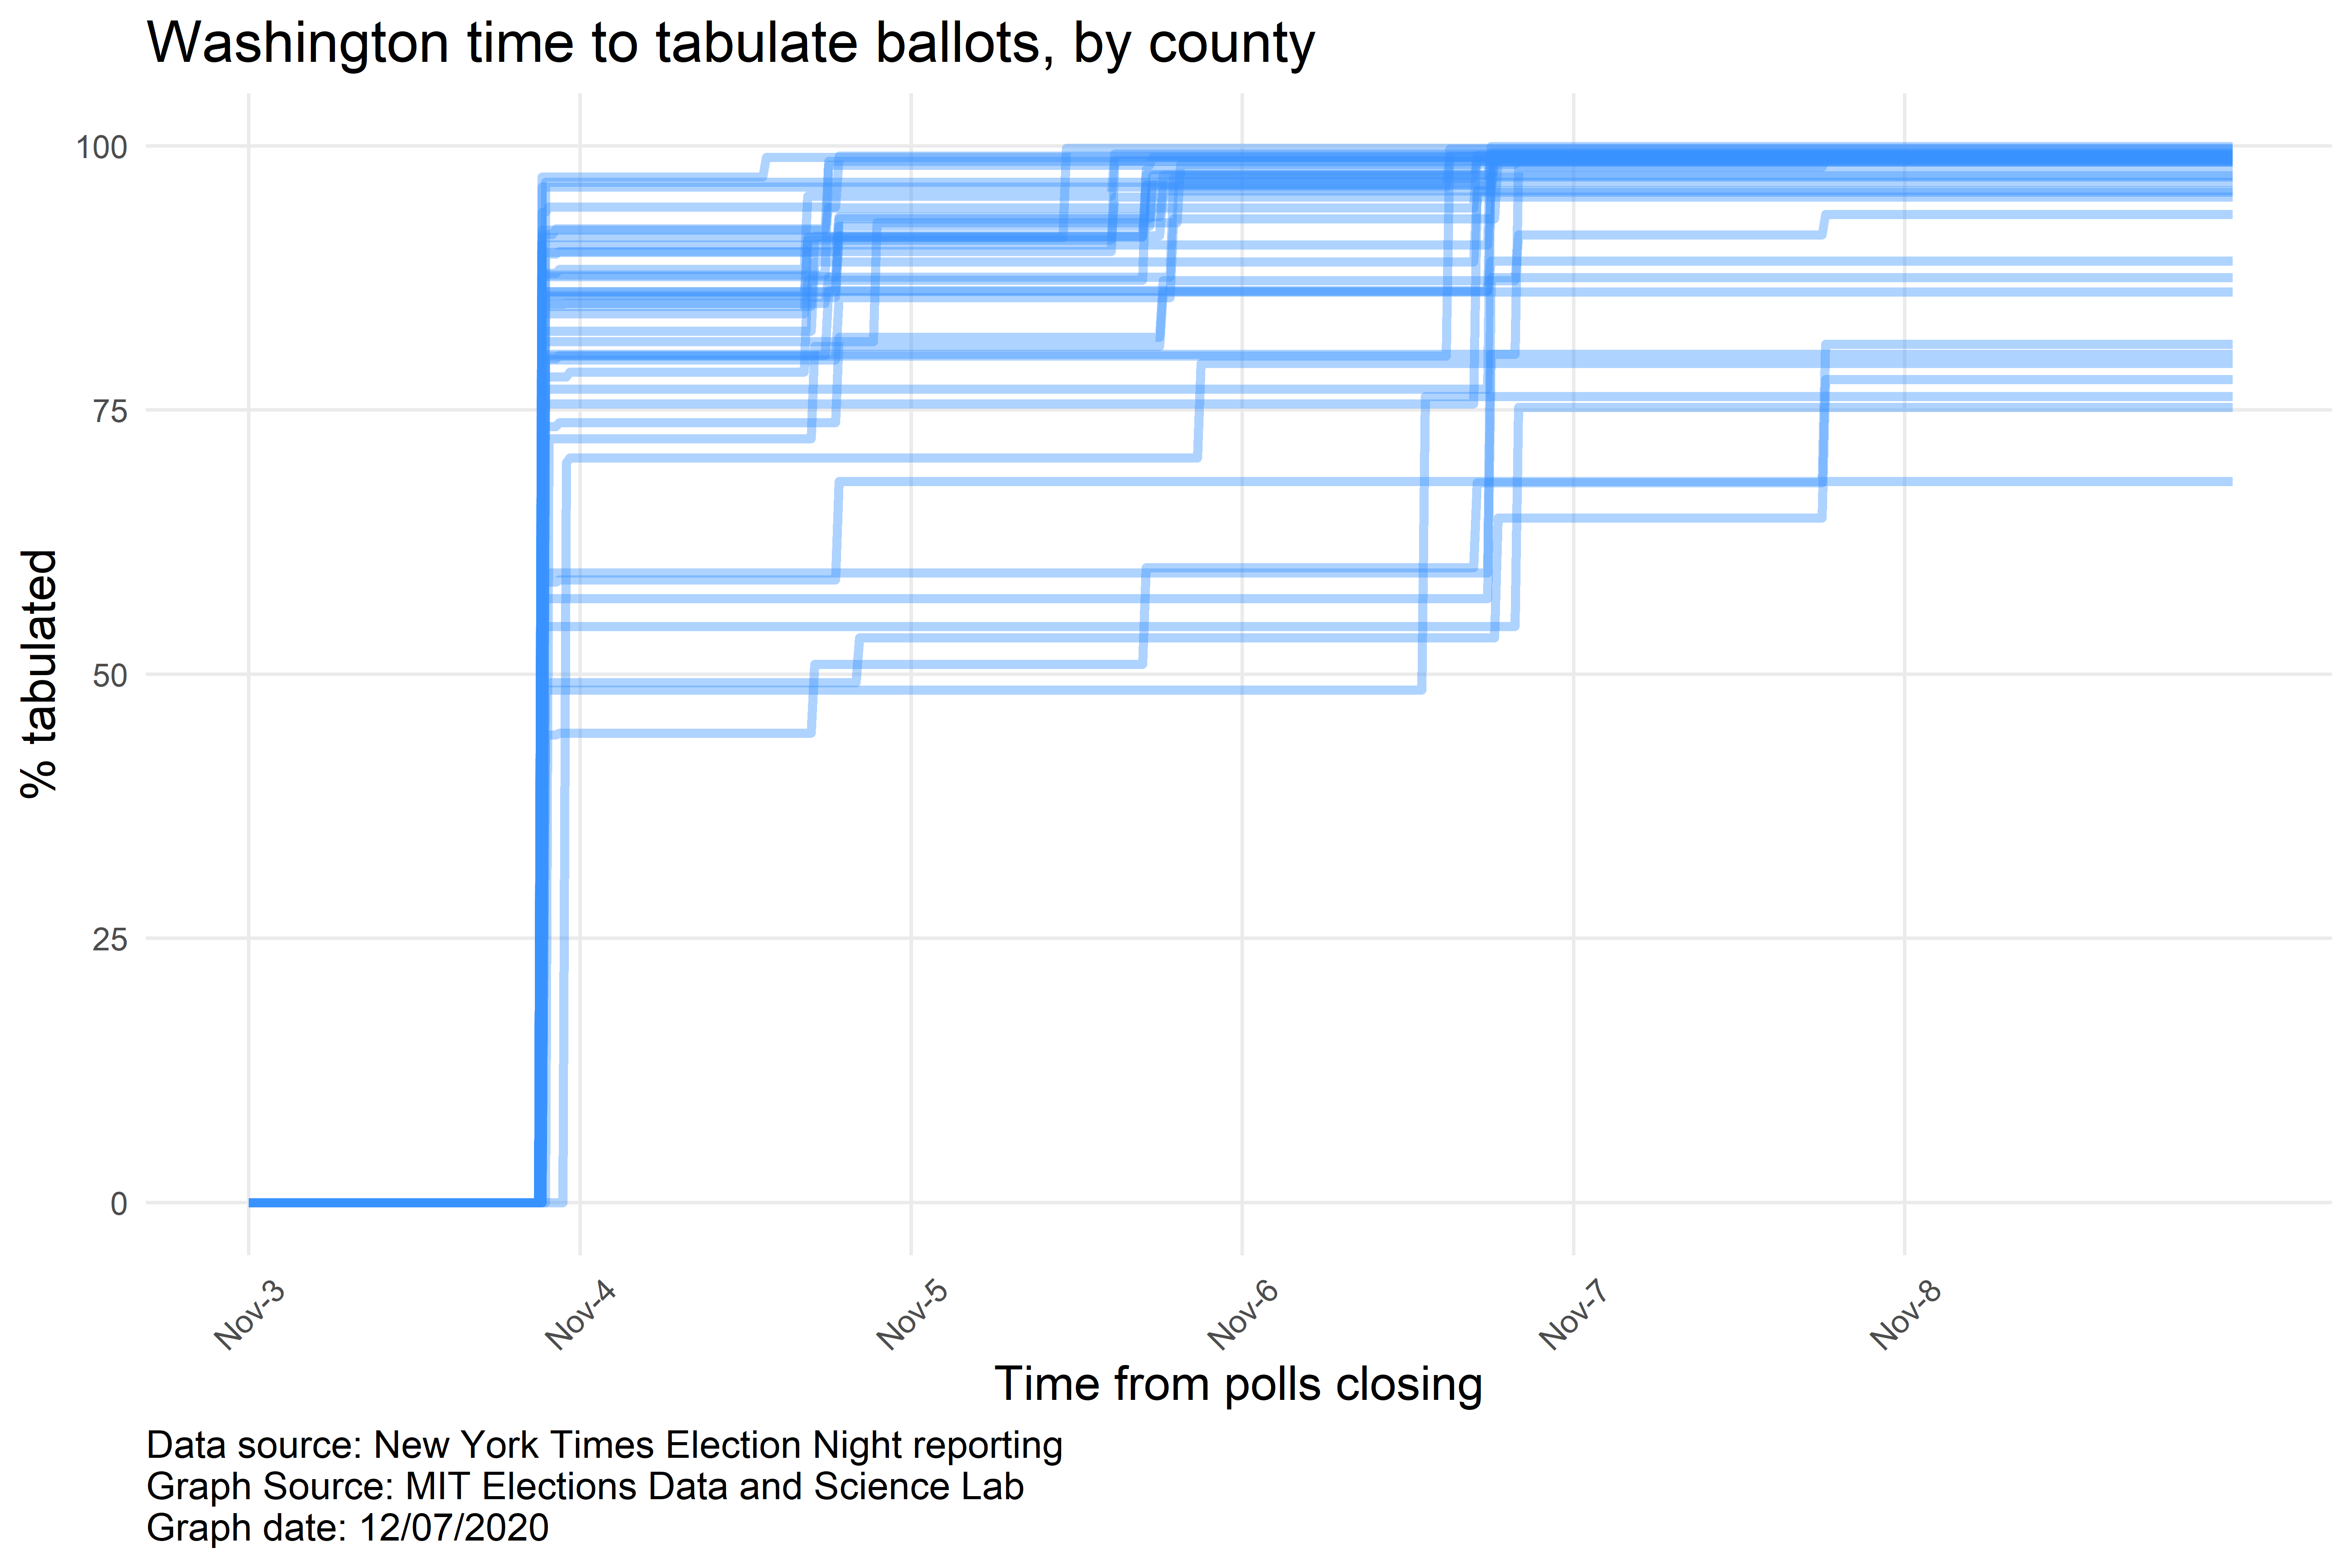 Washington time to tabulate ballots, by county
% tabulated
100
75
50
25
0
Nov-3
Nov-4
Nov-5
Nov-6
Nov-7
Nov-8
Time from polls closing
Data source: New York Times Election Night reporting
Graph Source: MIT Elections Data and Science Lab
Graph date: 12/07/2020